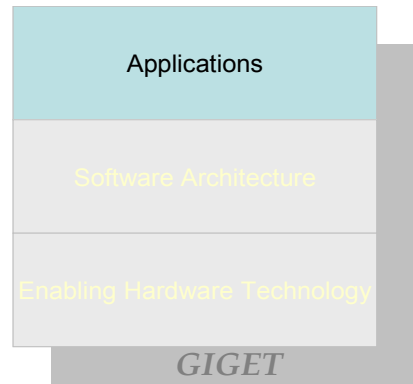 Applications
Software Architecture
Enabling Hardware Technology
GIGET